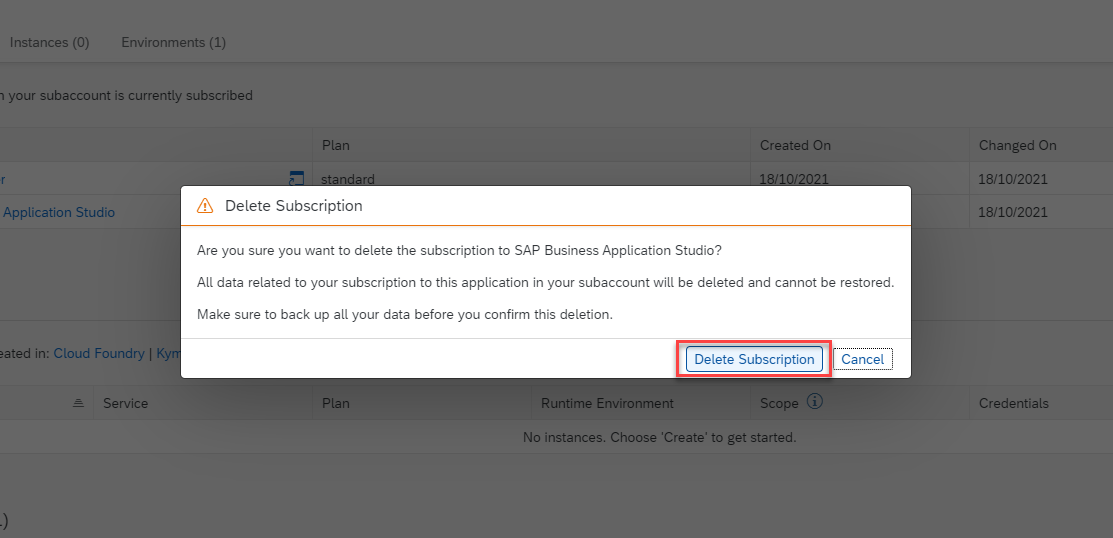 Instances (0) Environments (1)
n your subaccount is currently subscribed
Plan Created On Changed On
r standard 18/10/2021 18/10/2021
Application Studio 18/10/2021
Delete Subscription
Are you sure you want to delete the subscription to SAP Business Application Studio?
All data related to your subscription to this application in your subaccount will be deleted and cannot be restored.
Make sure to back up all your data before you confirm this deletion.
Delete Subscription Cancel
eated in: Cloud Foundry | Kym
Service Plan Runtime Environment Scope Credentials
No instances. Choose 'Create' to get started.